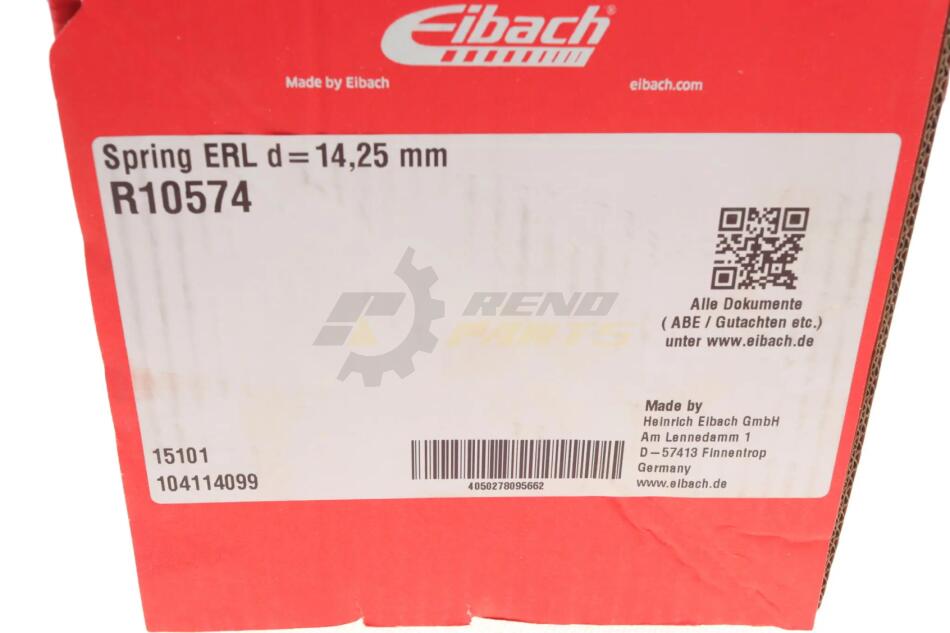 Eibach®
Made by Eibach
eibach.com
Spring ERL d=14,25 mm
R10574
RENO
PARTS
Alle Dokumente
( ABE / Gutachten etc.)
unter www.eibach.de
Made by
Heinrich Eibach GmbH
Am Lennedamm 1
D-57413 Finnentrop
Germany
www.eibach.de
15101
104114099
4050278095662